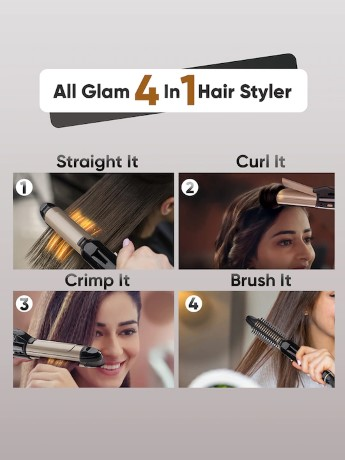 All Glam 4 In 1 Hair Styler
Straight It
Curl It
1
2
Crimp It
Brush It
3
4